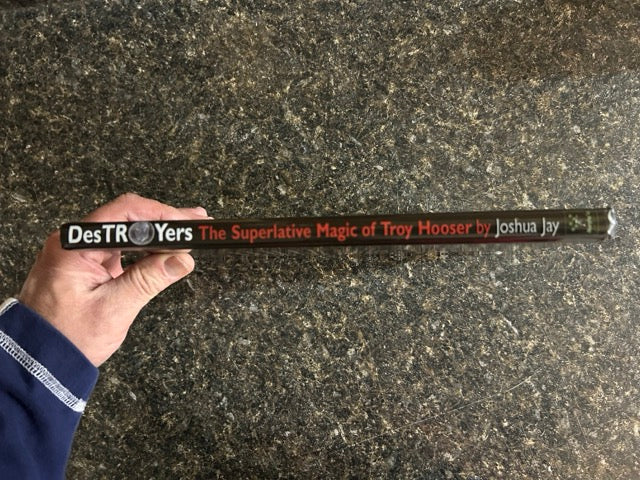 DesTROYers The Superlative Magic of Troy Hooser by Joshua Jay